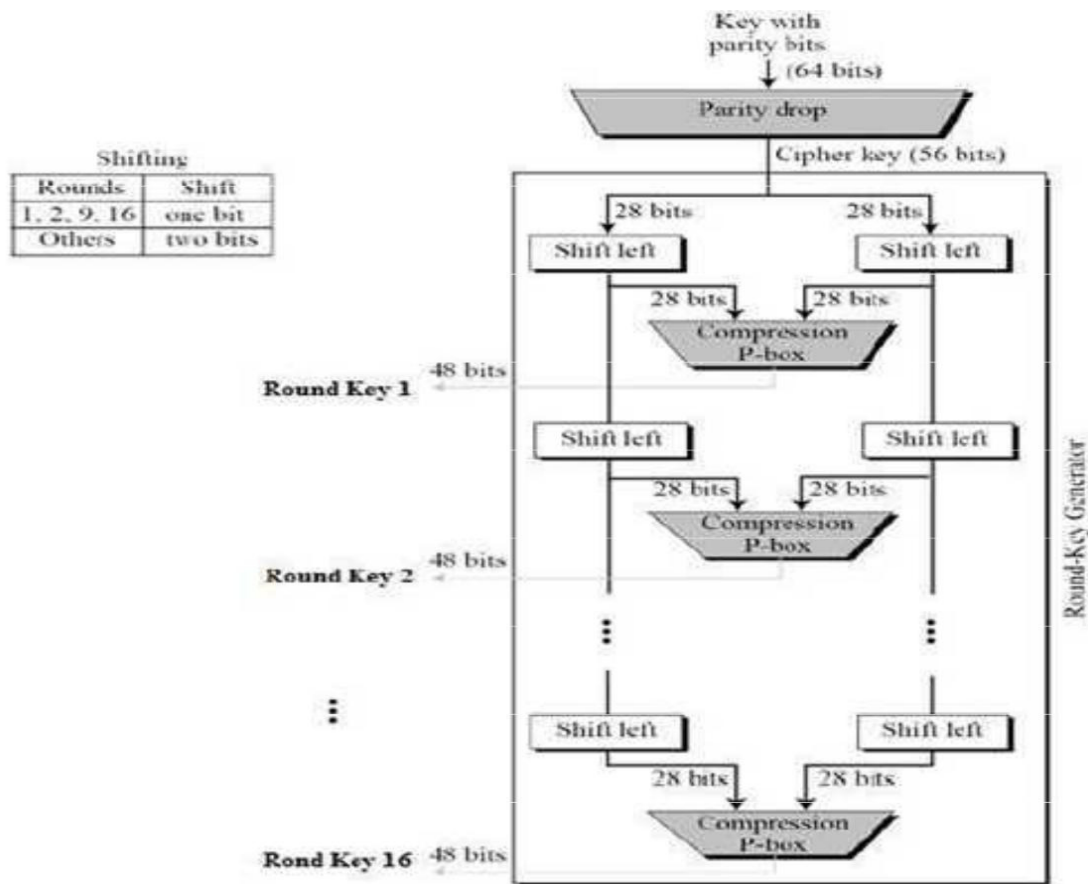 Key with
parity bits
(64 bits)
Parity drop
Cipher key (56 bits)
Shifting
Rounds Shift
1, 2, 9, 16 one bit
Others two bits
28 bits 28 bits
Shift left Shift left
28 bits 28 bits
Compression
P-box
48 bits
Round Key 1
Shift left Shift left
28 bits 28 bits
Compression
P-box
48 bits
Round Key 2
Round-Key Generator
Shift left Shift left
28 bits 28 bits
Compression
P-box
48 bits
Rond Key 16